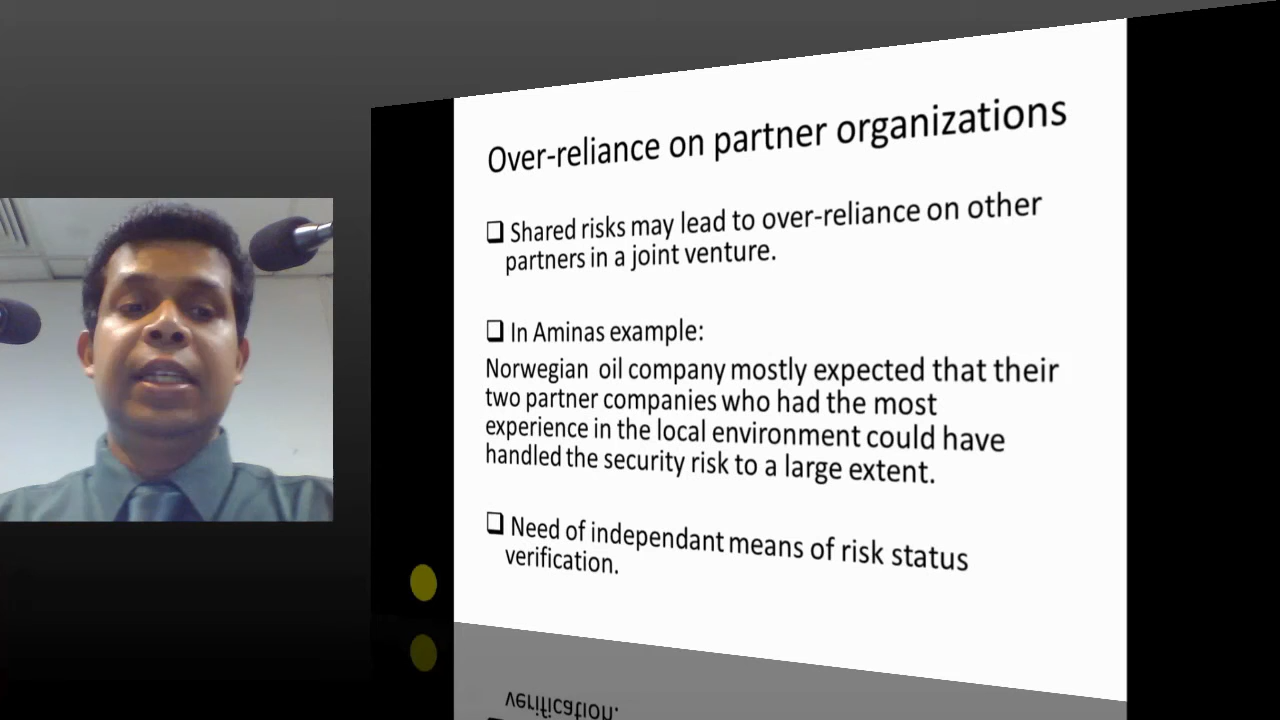 Over-reliance on partner organizations
❑ Shared risks may lead to over-reliance on other
partners in a joint venture.
❑ In Aminas example:
Norwegian oil company mostly expected that their
two partner companies who had the most
experience in the local environment could have
handled the security risk to a large extent.
❑ Need of independant means of risk status
verification.
verification.